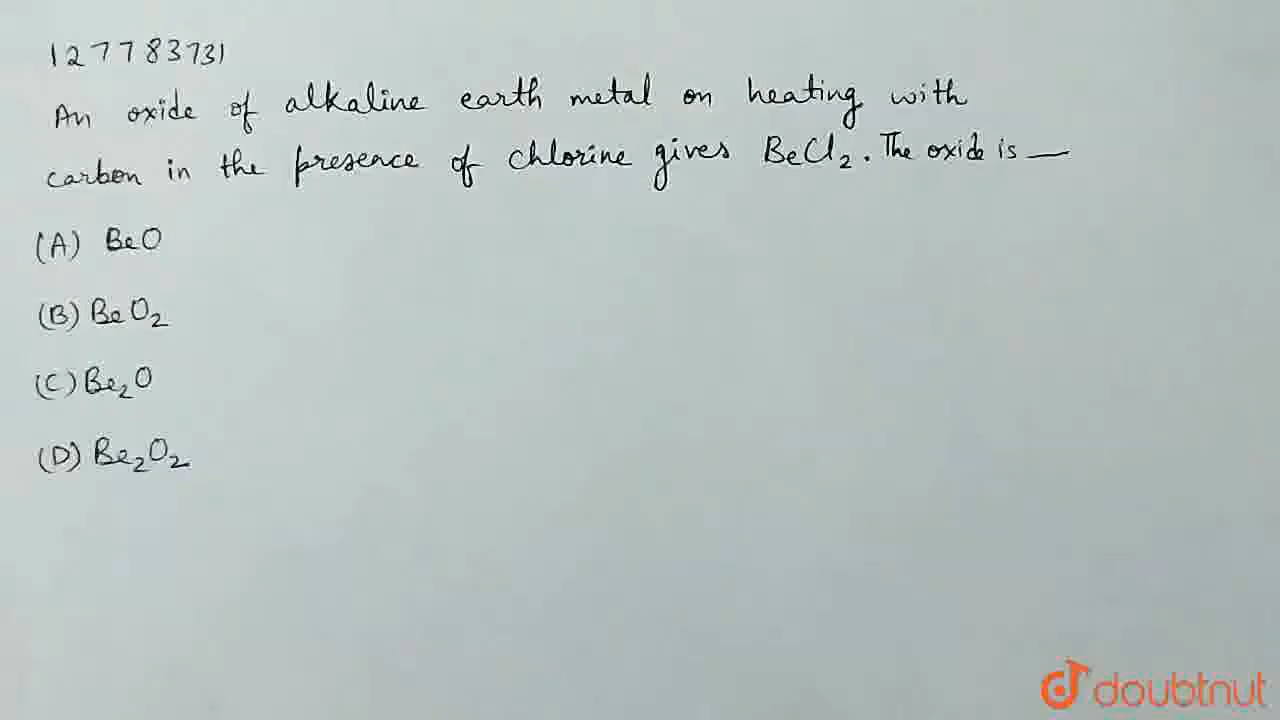 127783731
An oxide of alkaline earth metal on heating with
carbon in the presence of chlorine gives BeCl₂. The oxide is —
(A) BeO
(B) BeO₂
(C) Be₂O
(D) Be₂O₂
doubtnut